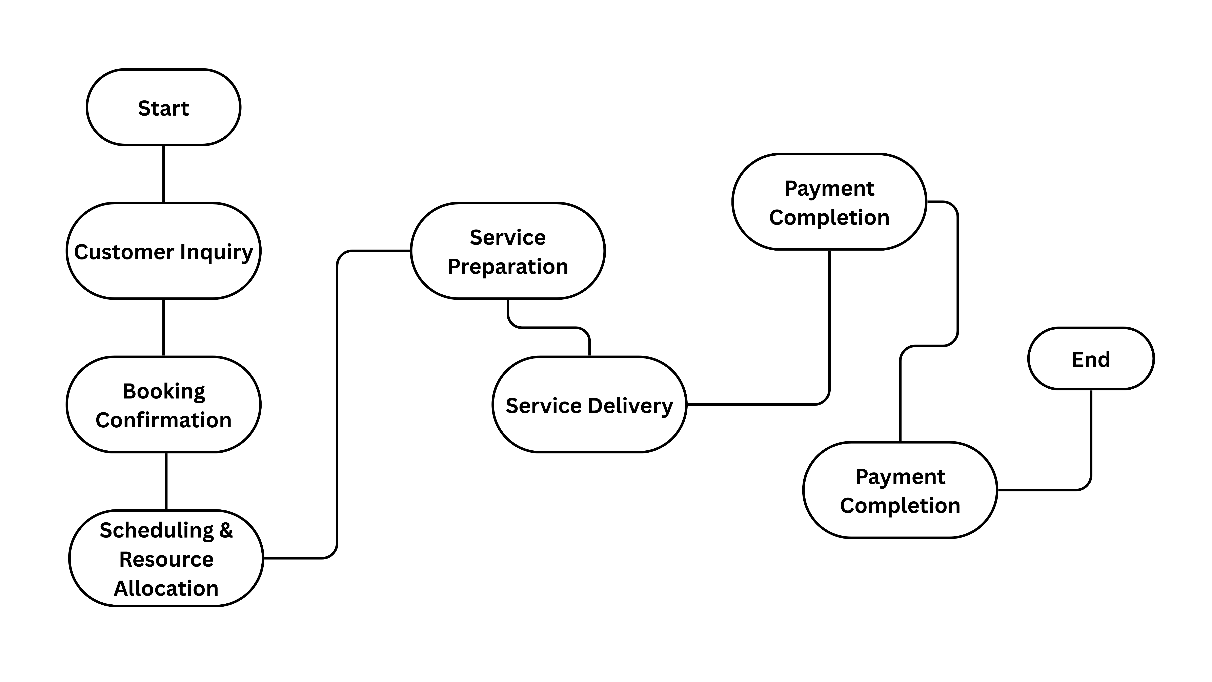 Start
Customer Inquiry
Booking
Confirmation
Scheduling &
Resource
Allocation
Service
Preparation
Service Delivery
Payment
Completion
Payment
Completion
End